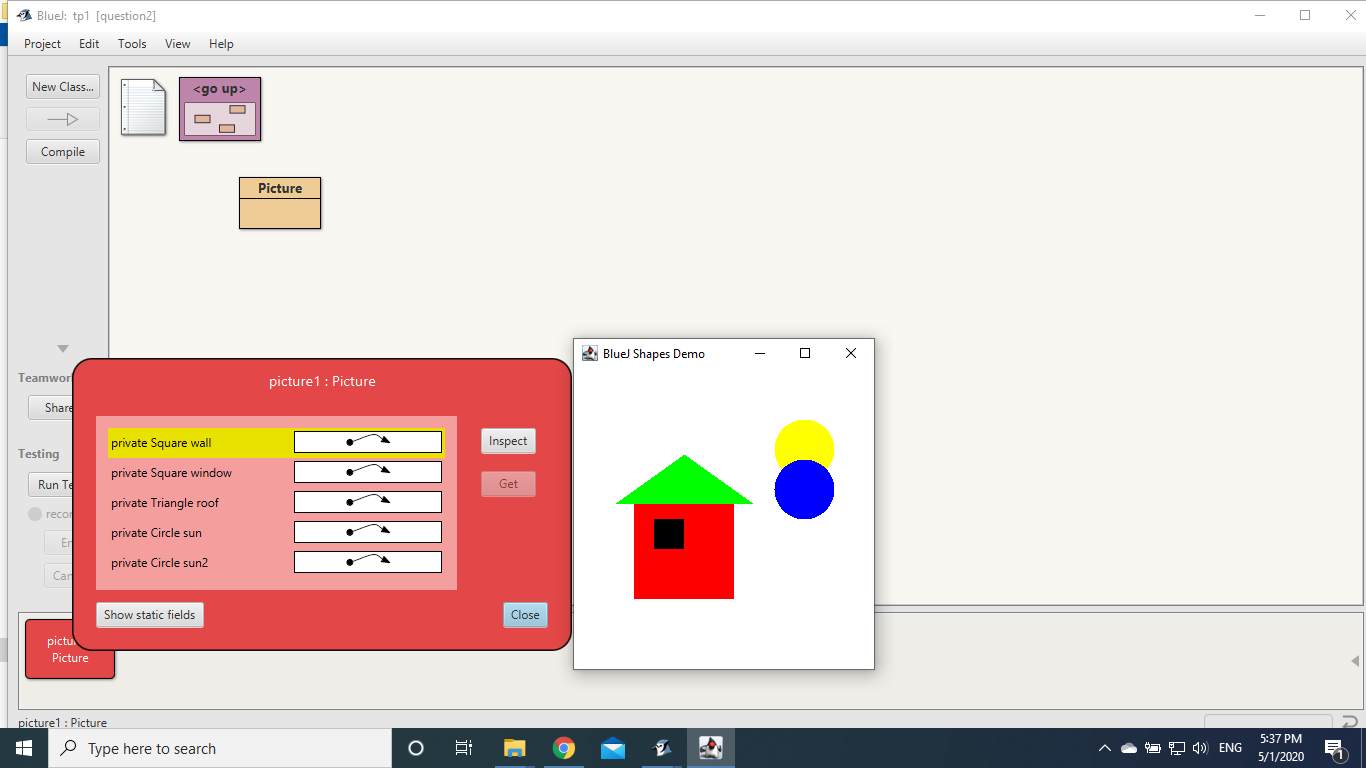 BlueJ: tp1 [question2]
Project Edit Tools View Help
New Class...
<go up>
Compile
Picture
BlueJ Shapes Demo
Teamwor
picture1 : Picture
Share
private Square wall
Inspect
private Square window
Testing
Get
Run Te
private Triangle roof
recor
private Circle sun
En
private Circle sun2
Can
Show static fields
Close
pictur
Picture
picture1 : Picture
Type here to search
ENG
5:37 PM
5/1/2020
1